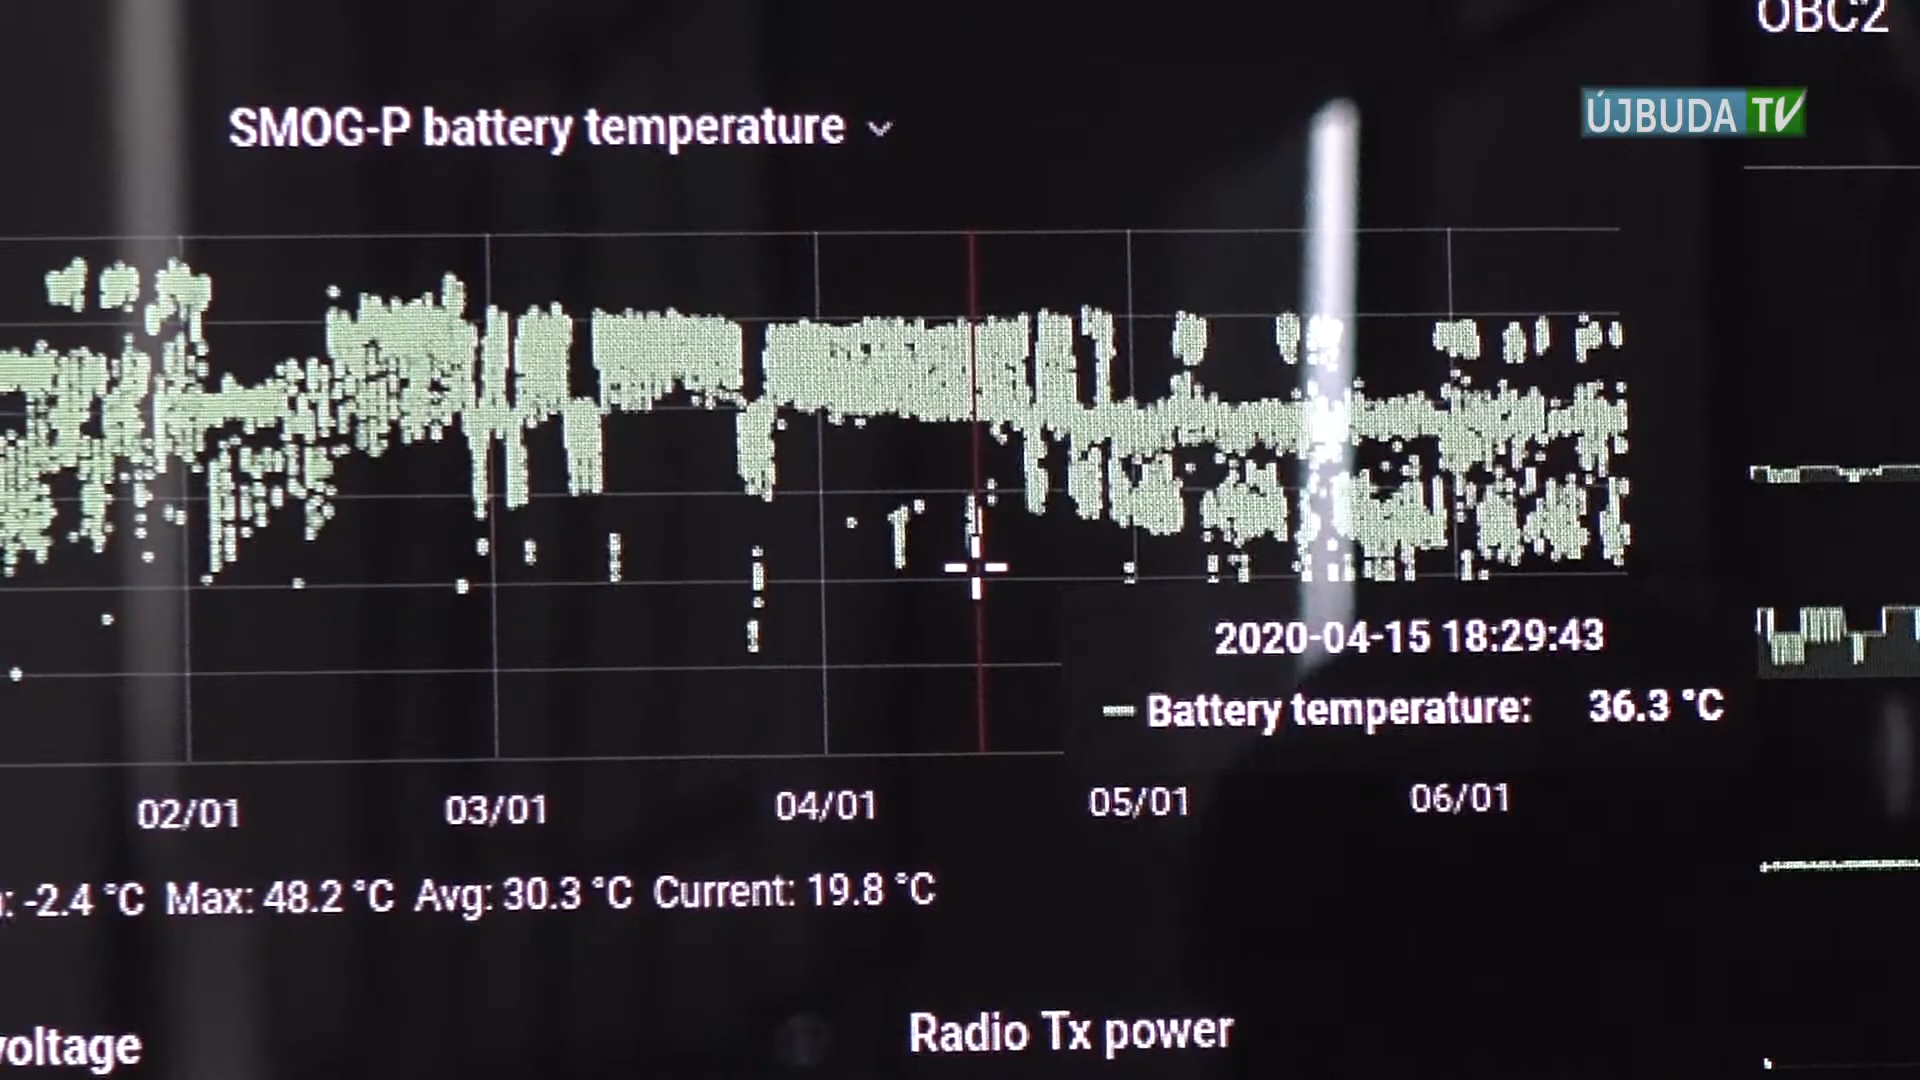 OBC2
ÚJBUDA TV
SMOG-P battery temperature
2020-04-15 18:29:43
Battery temperature: 36.3 °C
02/01 03/01 04/01 05/01 06/01
: -2.4 °C Max: 48.2 °C Avg: 30.3 °C Current: 19.8 °C
voltage
Radio Tx power